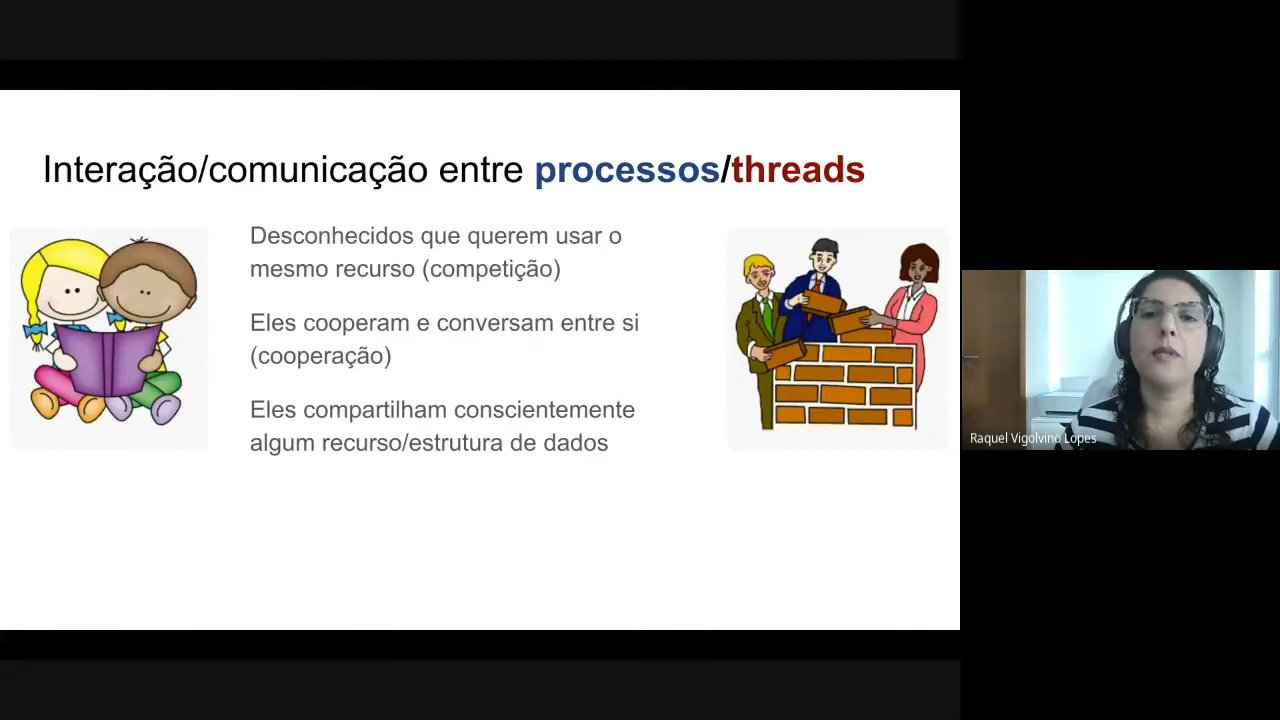 Interação/comunicação entre processos/threads
Desconhecidos que querem usar o
mesmo recurso (competição)
Eles cooperam e conversam entre si
(cooperação)
Eles compartilham conscientemente
algum recurso/estrutura de dados
Raquel Vigolvino Lopes